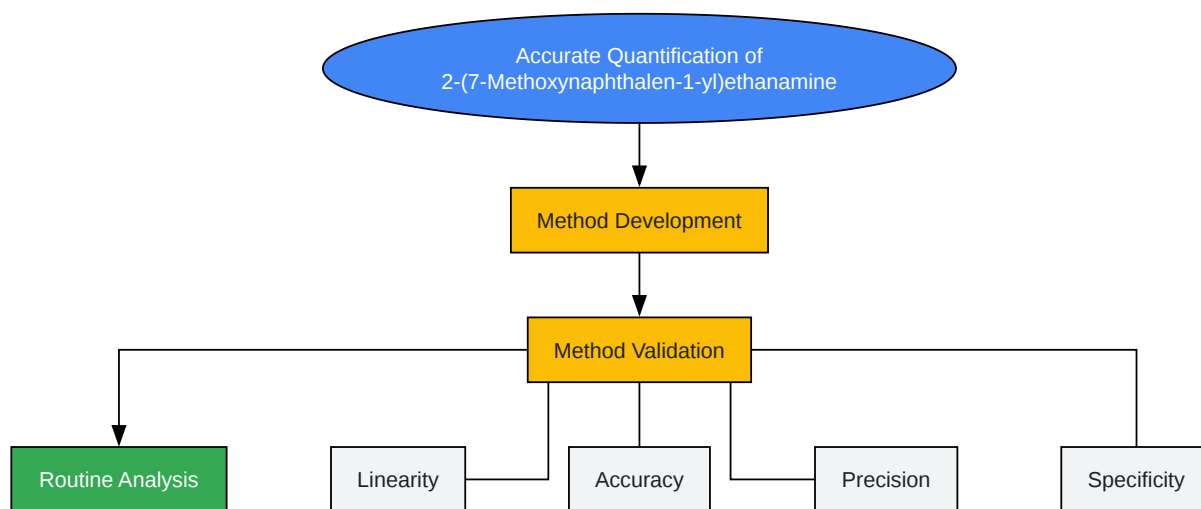 Accurate Quantification of
2-(7-Methoxynaphthalen-1-yl)ethanamine
Method Development
Method Validation
Routine Analysis
Linearity
Accuracy
Precision
Specificity